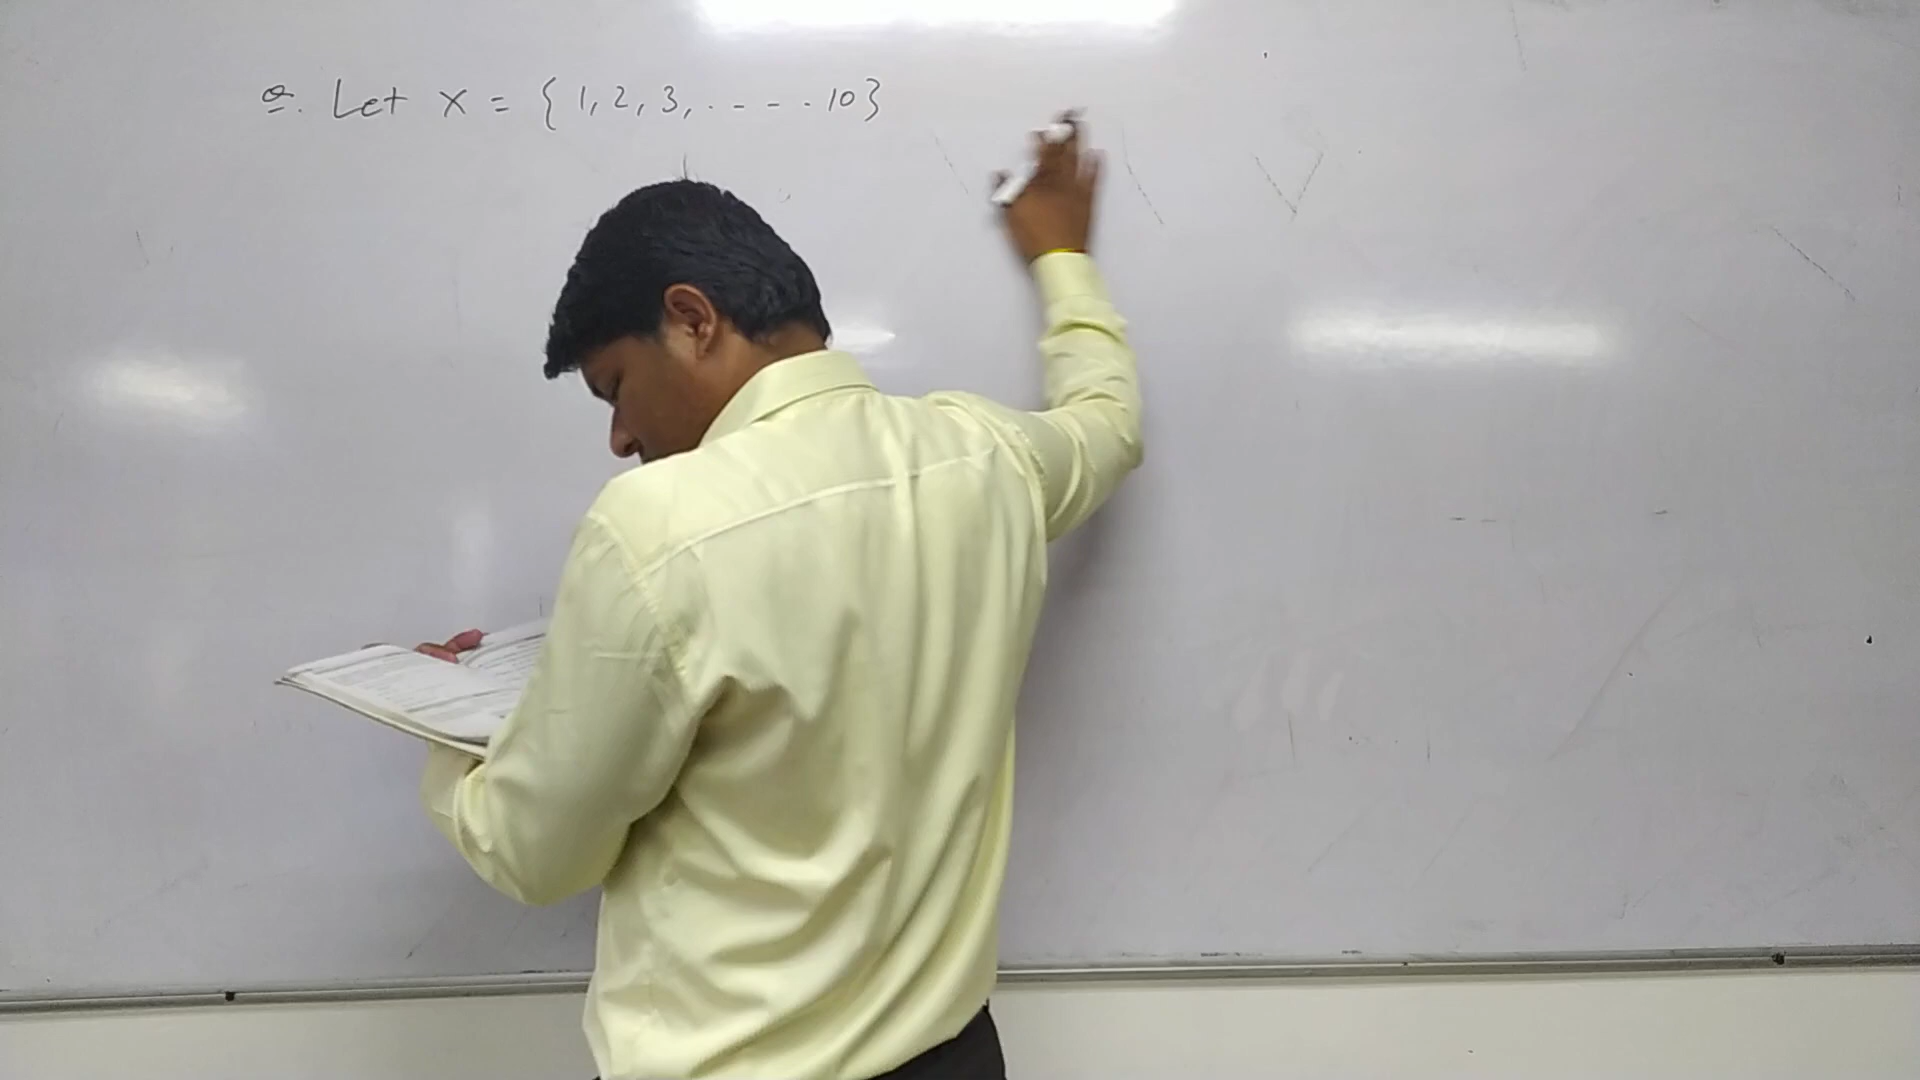 Q. Let X = {1, 2, 3, . - - - . 10}